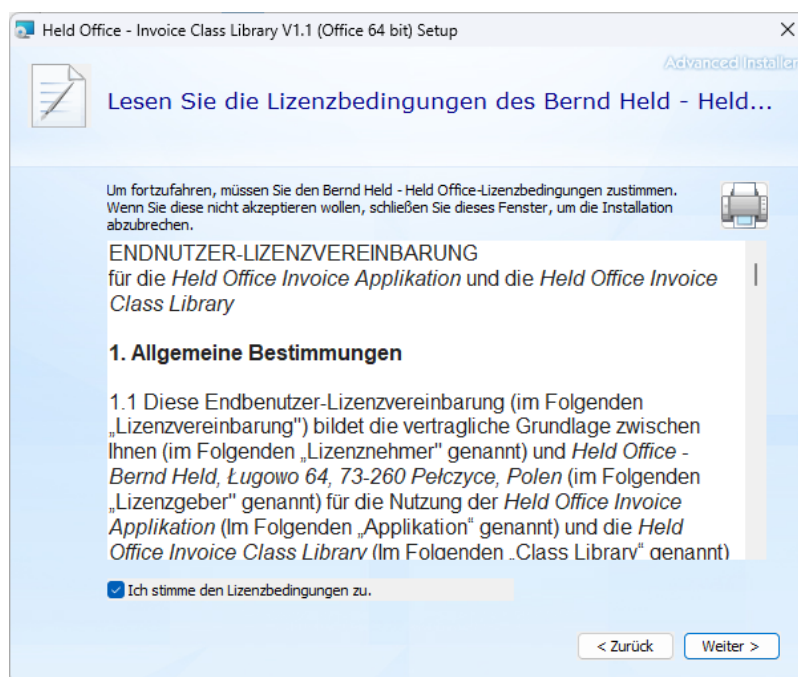 Held Office - Invoice Class Library V1.1 (Office 64 bit) Setup
Advanced Installer
Lesen Sie die Lizenzbedingungen des Bernd Held - Held...
Um fortzufahren, müssen Sie den Bernd Held - Held Office-Lizenzbedingungen zustimmen.
Wenn Sie diese nicht akzeptieren wollen, schließen Sie dieses Fenster, um die Installation
abzubrechen.
ENDNUTZER-LIZENZVEREINBARUNG
für die Held Office Invoice Applikation und die Held Office Invoice
Class Library
1. Allgemeine Bestimmungen
1.1 Diese Endbenutzer-Lizenzvereinbarung (im Folgenden
„Lizenzvereinbarung") bildet die vertragliche Grundlage zwischen
Ihnen (im Folgenden „Lizenznehmer" genannt) und Held Office -
Bernd Held, Ługowo 64, 73-260 Pełczyce, Polen (im Folgenden
„Lizenzgeber" genannt) für die Nutzung der Held Office Invoice
Applikation (Im Folgenden „Applikation“ genannt) und die Held
Office Invoice Class Library (Im Folgenden „Class Library“ genannt)
Ich stimme den Lizenzbedingungen zu.
< Zurück
Weiter >